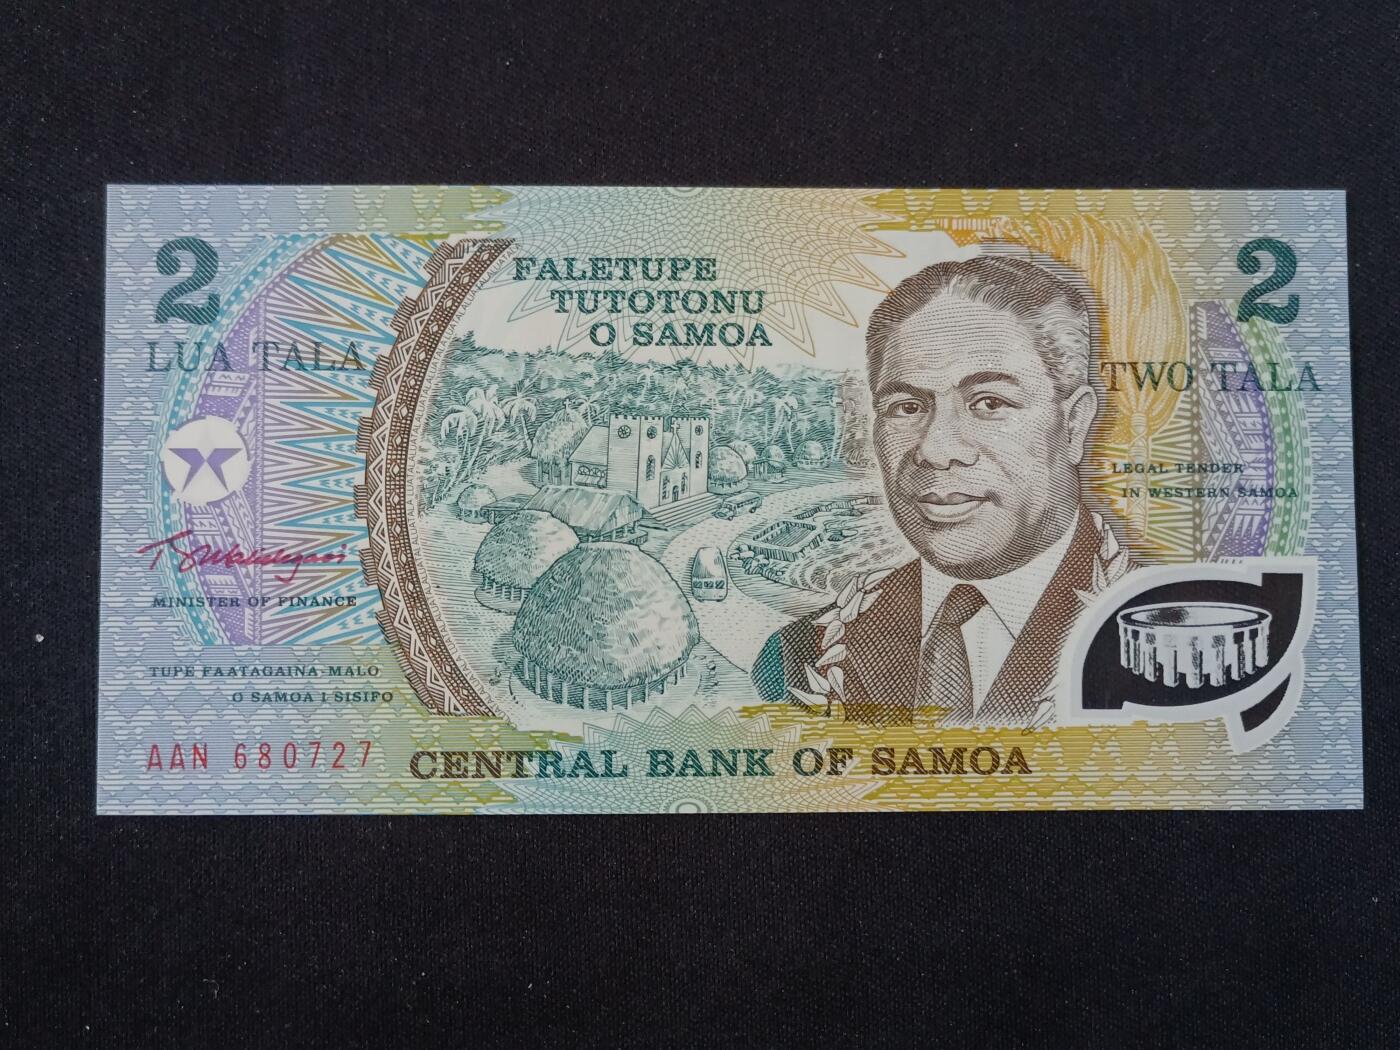 2
LUA TALA
FALETUPE
TUTOTONU
O SAMOA
2
TWO TALA
LEGAL TENDER
IN WESTERN SAMOA
MINISTER OF FINANCE
TUPE FAATAGAINA-MALO
O SAMOA I SISIFO
AAN 680727
CENTRAL BANK OF SAMOA